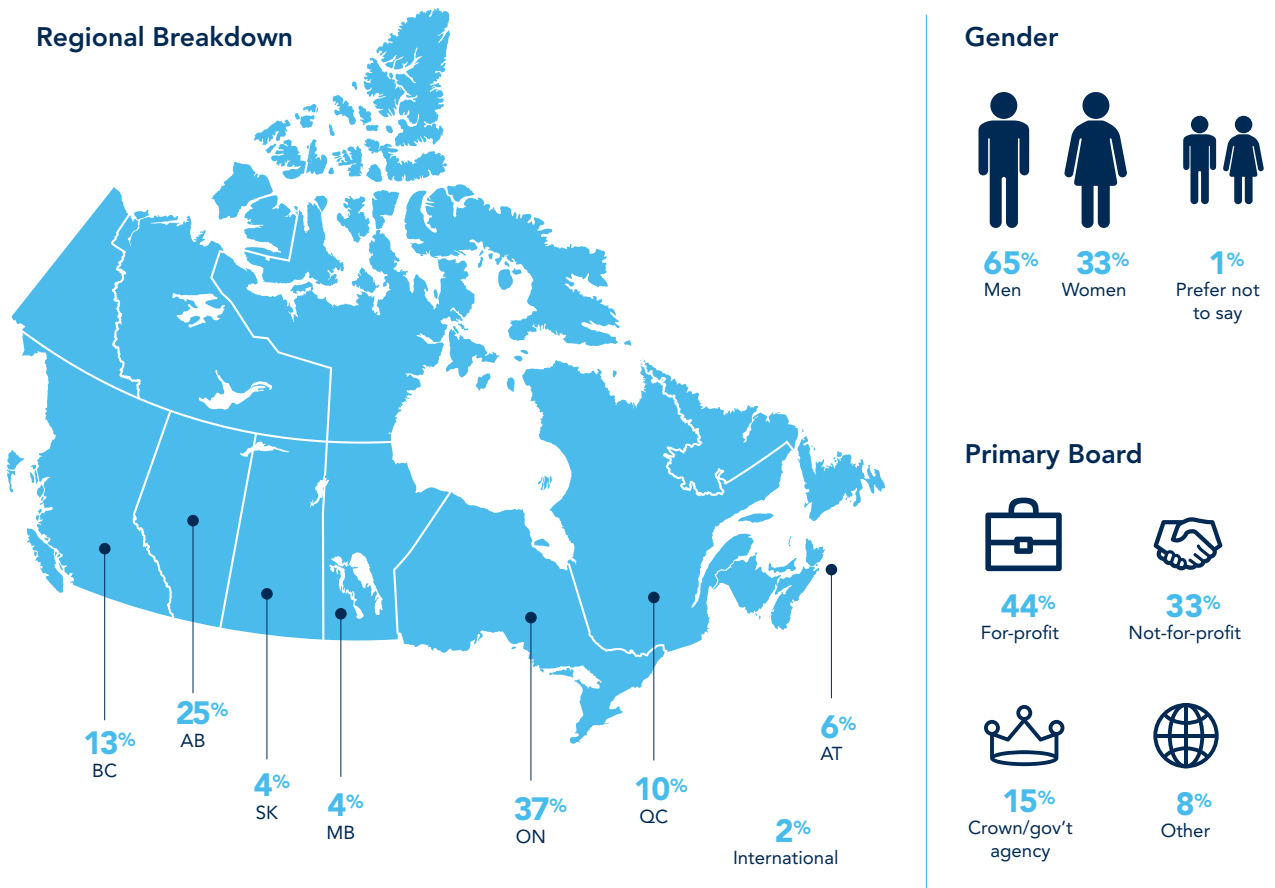 Regional Breakdown
13%
BC
25%
AB
4%
SK
4%
MB
37%
ON
10%
QC
6%
AT
2%
International
Gender
65%
Men
33%
Women
1%
Prefer not
to say
Primary Board
44%
For-profit
33%
Not-for-profit
15%
Crown/gov't
agency
8%
Other